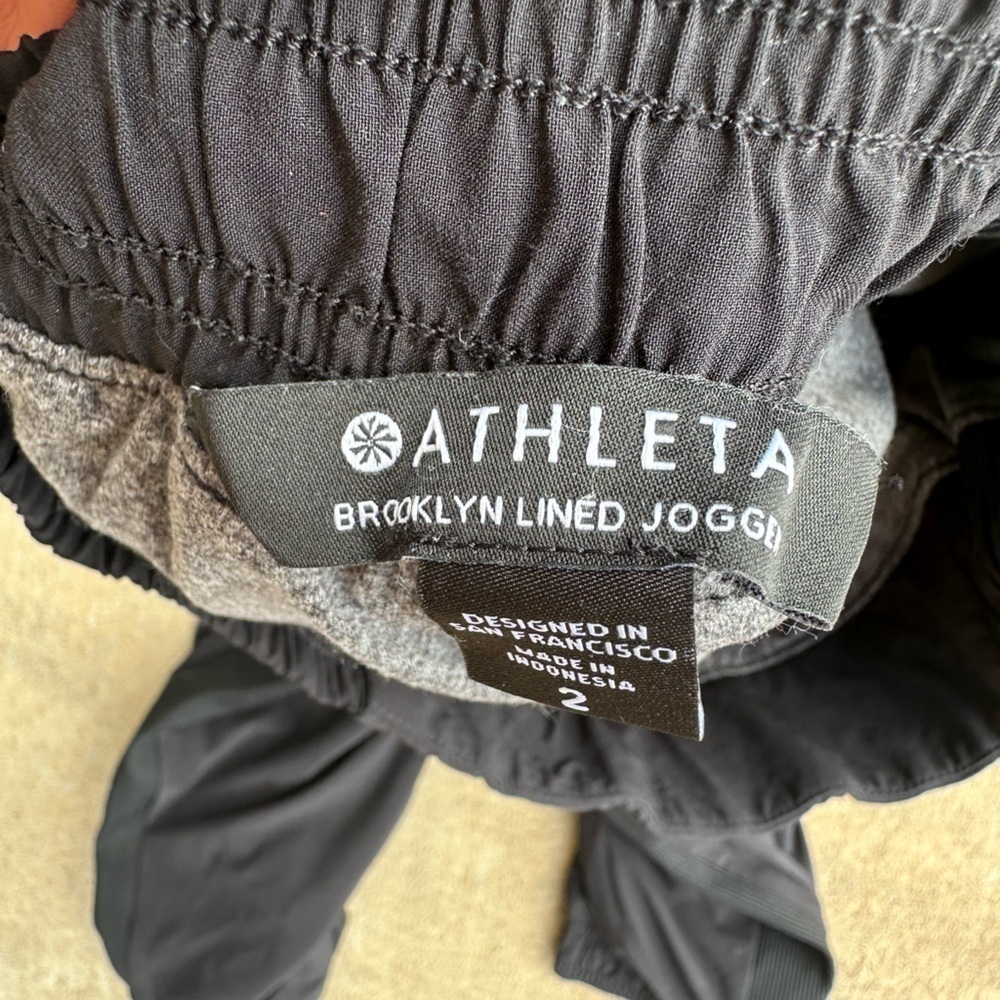 ATHLETA
BROOKLYN LINED JOGGE
DESIGNED IN
SAN FRANCISCO
MADE IN
INDONESIA
2